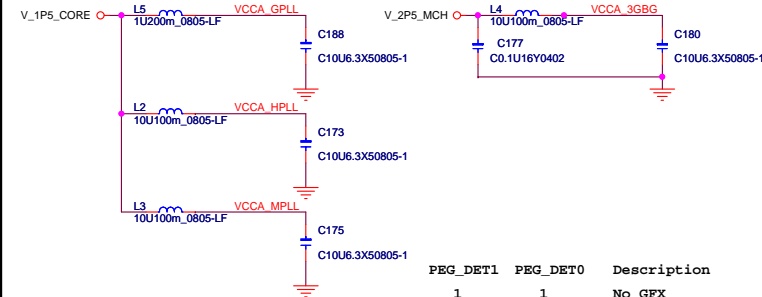 V_1P5_CORE
L5
VCCA_GPLL
1U200m_0805-LF
C188
C10U6.3X50805-1
L2
VCCA_HPLL
10U100m_0805-LF
C173
C10U6.3X50805-1
L3
VCCA_MPLL
10U100m_0805-LF
C175
C10U6.3X50805-1
V_2P5_MCH
L4
VCCA_3GBG
10U100m_0805-LF
C177
C0.1U16Y0402
C180
C10U6.3X50805-1
PEG_DET1 PEG_DET0 Description
1 1 No GFX